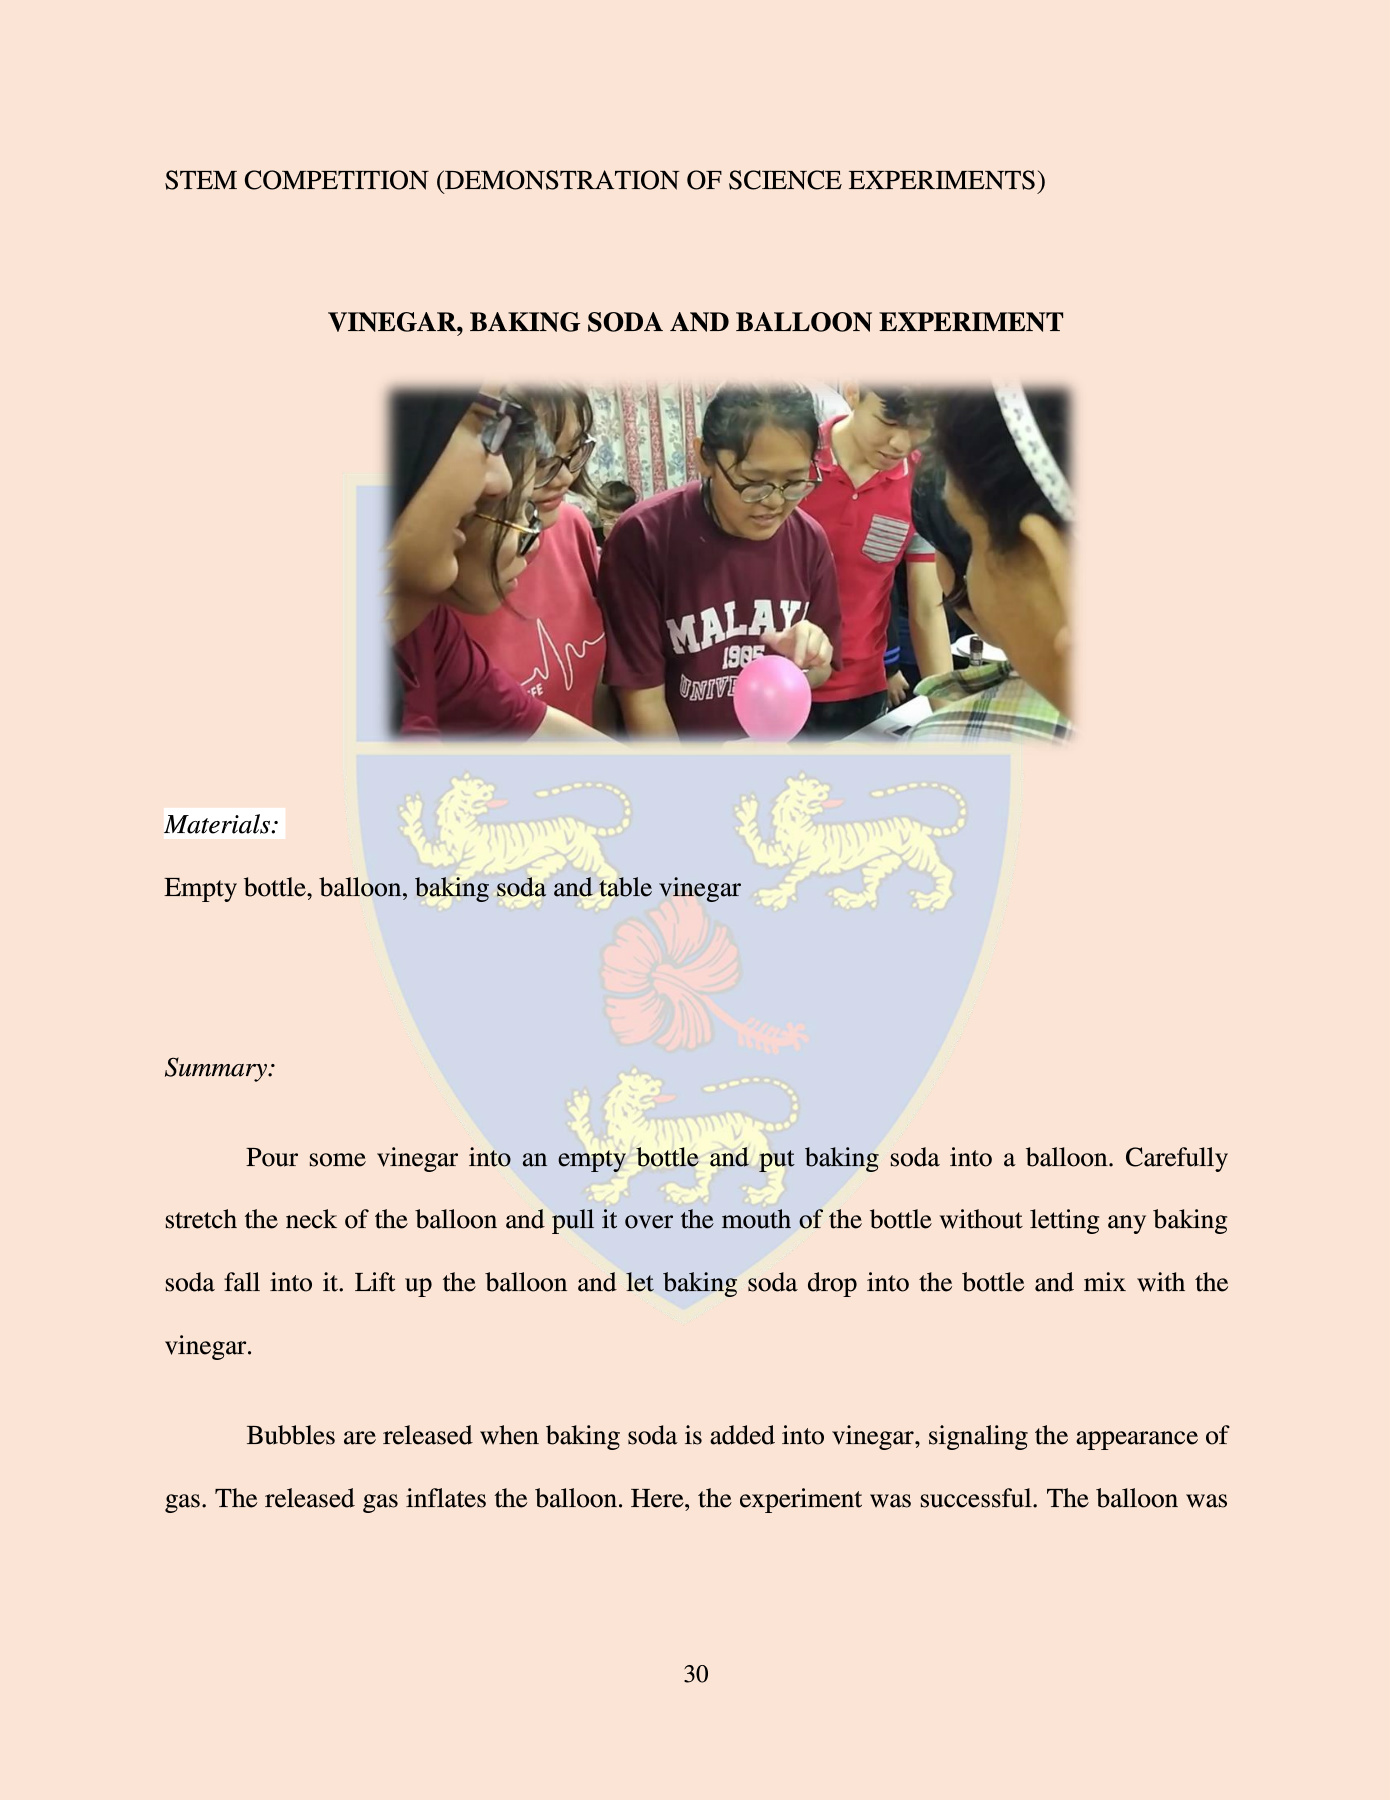 STEM COMPETITION (DEMONSTRATION OF SCIENCE EXPERIMENTS)
VINEGAR, BAKING SODA AND BALLOON EXPERIMENT
MALAY
1905
UNIVE
FE
Materials:
Empty bottle, balloon, baking soda and table vinegar
Summary:
Pour some vinegar into an empty bottle and put baking soda into a balloon. Carefully
stretch the neck of the balloon and pull it over the mouth of the bottle without letting any baking
soda fall into it. Lift up the balloon and let baking soda drop into the bottle and mix with the
vinegar.
Bubbles are released when baking soda is added into vinegar, signaling the appearance of
gas. The released gas inflates the balloon. Here, the experiment was successful. The balloon was
30